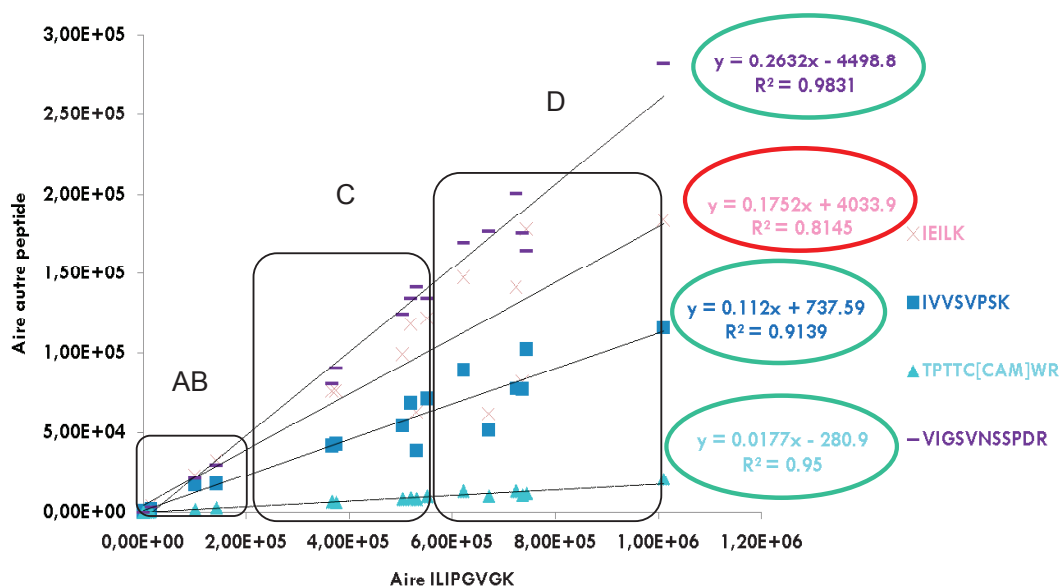 3,00E+05
2,50E+05
2,00E+05
1,50E+05
1,00E+05
5,00E+04
0,00E+00
Aire autre peptide
AB
C
D
y = 0.2632x - 4498.8
R² = 0.9831
y = 0.1752x + 4033.9
R² = 0.8145
y = 0.112x + 737.59
R² = 0.9139
y = 0.0177x - 280.9
R² = 0.95
IEILK
IVVSVPSK
TPTTC[CAM]WR
VIGSVNSSPDR
0,00E+00 2,00E+05 4,00E+05 6,00E+05 8,00E+05 1,00E+06 1,20E+06
Aire ILIPGVGK